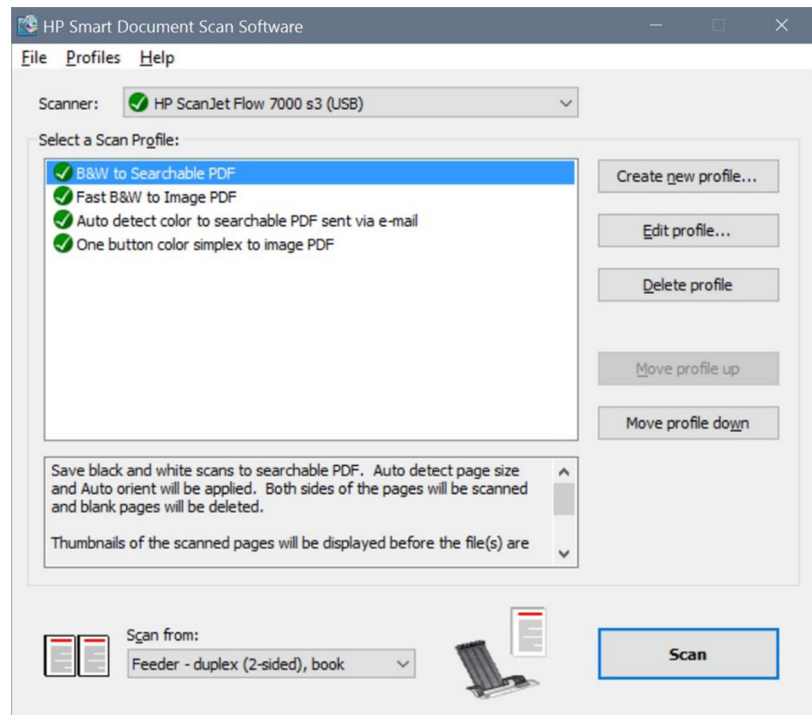 HP Smart Document Scan Software
File Profiles Help
Scanner: HP ScanJet Flow 7000 s3 (USB)
Select a Scan Profile:
B&W to Searchable PDF
Fast B&W to Image PDF
Auto detect color to searchable PDF sent via e-mail
One button color simplex to image PDF
Create new profile...
Edit profile...
Delete profile
Move profile up
Move profile down
Save black and white scans to searchable PDF. Auto detect page size
and Auto orient will be applied. Both sides of the pages will be scanned
and blank pages will be deleted.
Thumbnails of the scanned pages will be displayed before the file(s) are
Scan from:
Feeder - duplex (2-sided), book
Scan